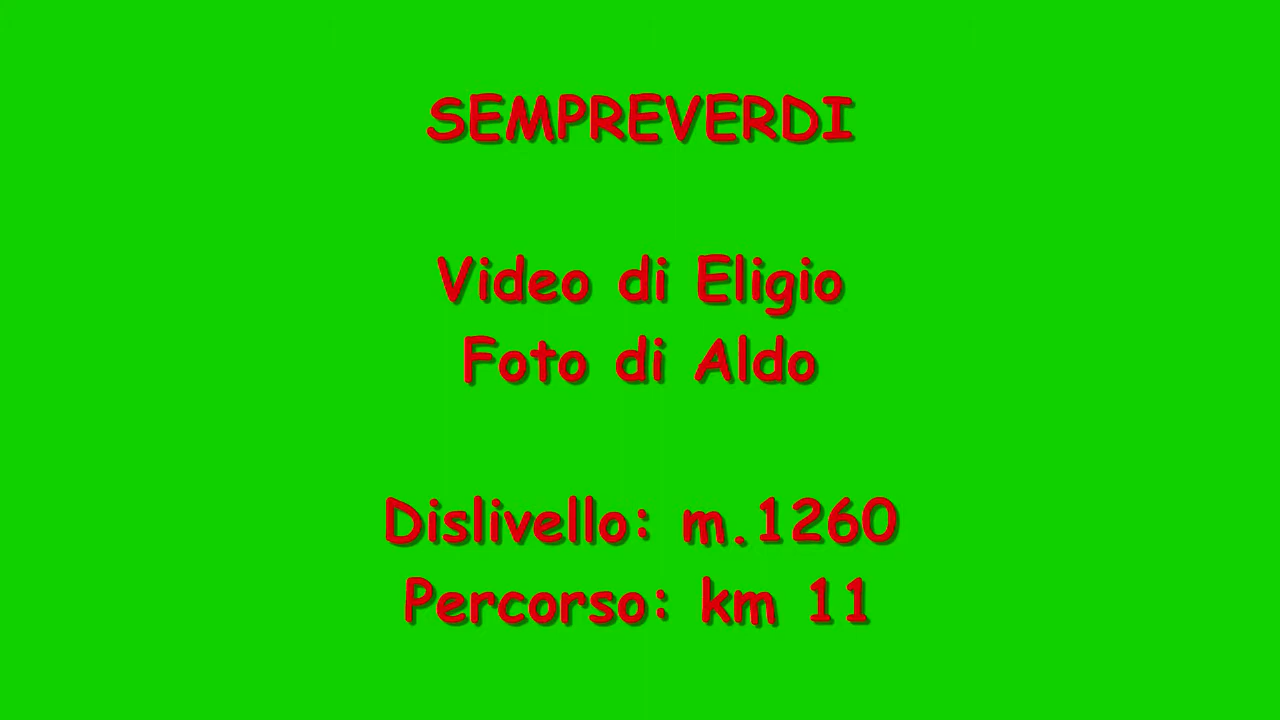 SEMPREVERDI
Video di Eligio
Foto di Aldo
Dislivello: m.1260
Percorso: km 11